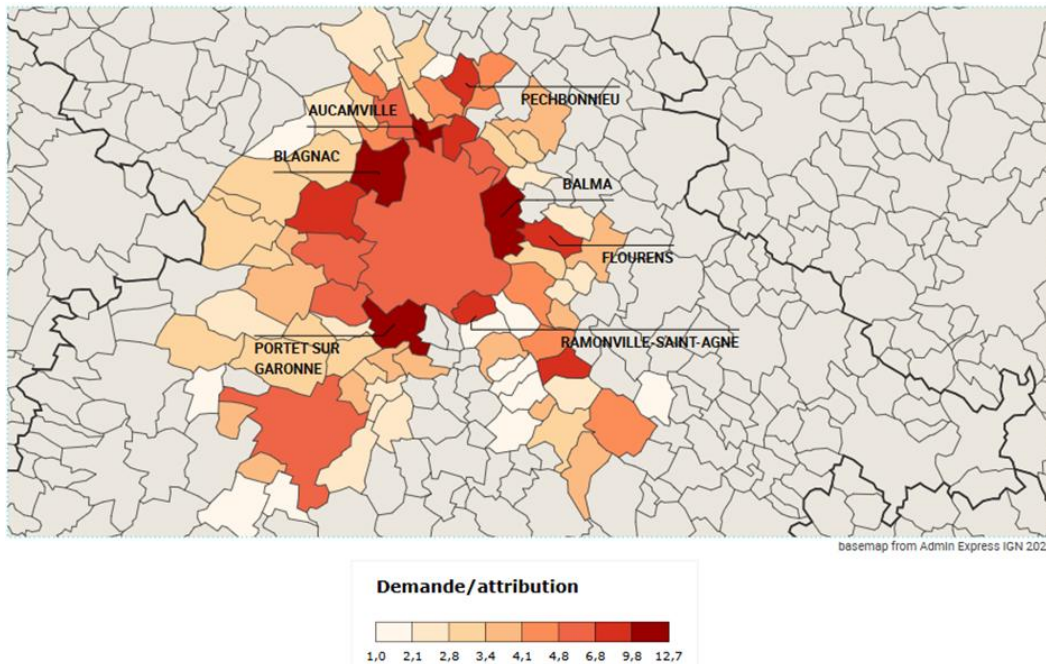 PECHBONNIEU
AUCAMVILLE
BLAGNAC
BALMA
FLOURENS
RAMONVILLE-SAINT-AGNE
PORTET SUR
GARONNE
basemap from Admin Express IGN 202
Demande/attribution
1,0 2,1 2,8 3,4 4,1 4,8 6,8 9,8 12,7